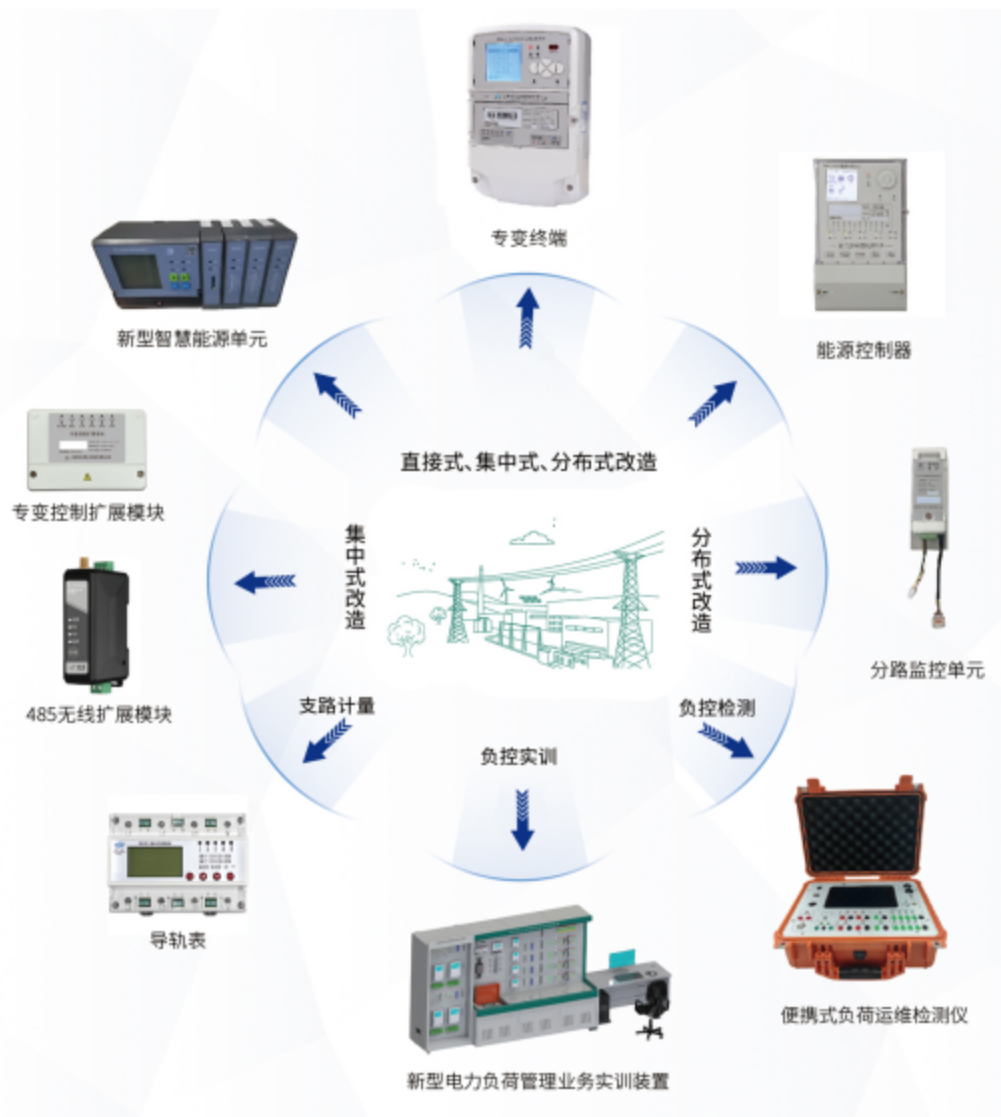 专变终端
新型智慧能源单元
能源控制器
直接式、集中式、分布式改造
专变控制扩展模块
集中式改造
分布式改造
分路监控单元
485无线扩展模块
支路计量
负控检测
负控实训
导轨表
便携式负荷运维检测仪
新型电力负荷管理业务实训装置